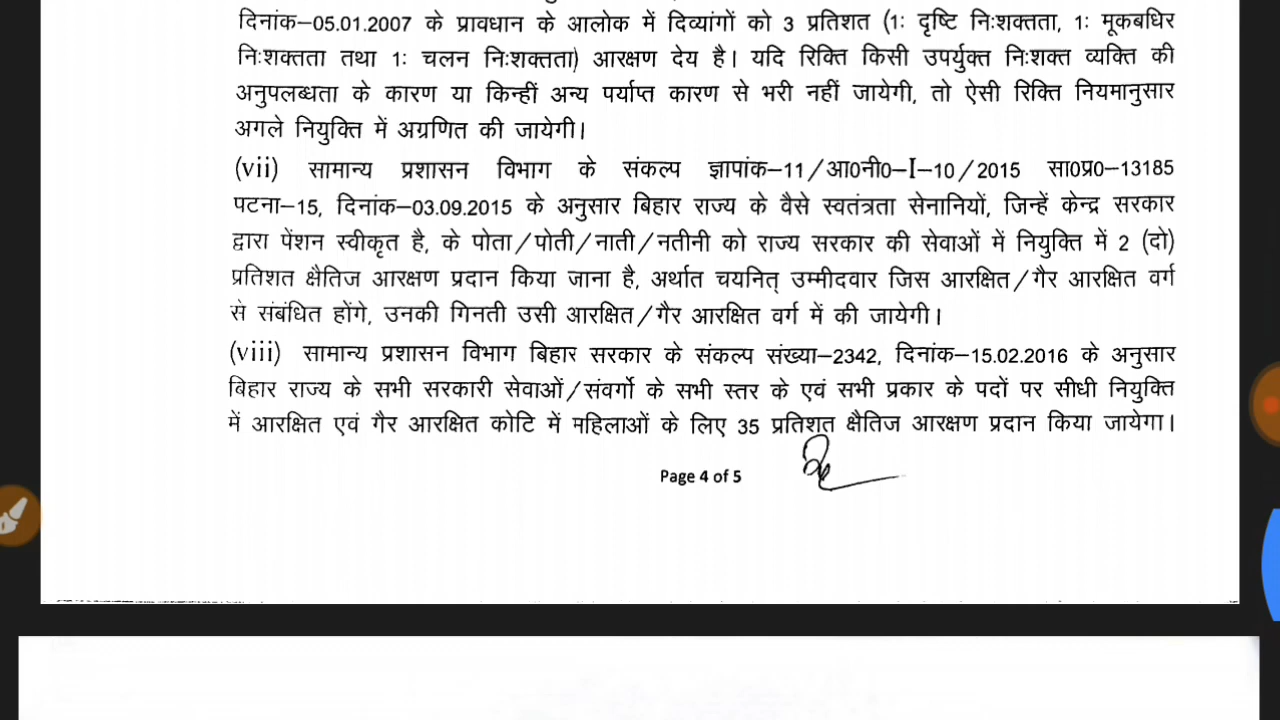 दिनांक–05.01.2007 के प्रावधान के आलोक में दिव्यांगों को 3 प्रतिशत (1ः दृष्टि निःशक्तता, 1ः मूकबधिर
निःशक्तता तथा 1ः चलन निःशक्तता) आरक्षण देय है। यदि रिक्ति किसी उपर्युक्त निःशक्त व्यक्ति की
अनुपलब्धता के कारण या किन्हीं अन्य पर्याप्त कारण से भरी नहीं जायेगी, तो ऐसी रिक्ति नियमानुसार
अगले नियुक्ति में अग्रणित की जायेगी।
(vii) सामान्य प्रशासन विभाग के संकल्प ज्ञापांक–11/आ0नी0–I–10/2015 सा0प्र0–13185
पटना–15, दिनांक–03.09.2015 के अनुसार बिहार राज्य के वैसे स्वतंत्रता सेनानियों, जिन्हें केन्द्र सरकार
द्वारा पेंशन स्वीकृत है, के पोता/पोती/नाती/नतीनी को राज्य सरकार की सेवाओं में नियुक्ति में 2 (दो)
प्रतिशत क्षैतिज आरक्षण प्रदान किया जाना है, अर्थात चयनित् उम्मीदवार जिस आरक्षित/गैर आरक्षित वर्ग
से संबंधित होंगे, उनकी गिनती उसी आरक्षित/गैर आरक्षित वर्ग में की जायेगी।
(viii) सामान्य प्रशासन विभाग बिहार सरकार के संकल्प संख्या–2342, दिनांक–15.02.2016 के अनुसार
बिहार राज्य के सभी सरकारी सेवाओं/संवर्गो के सभी स्तर के एवं सभी प्रकार के पदों पर सीधी नियुक्ति
में आरक्षित एवं गैर आरक्षित कोटि में महिलाओं के लिए 35 प्रतिशत क्षैतिज आरक्षण प्रदान किया जायेगा।
Page 4 of 5